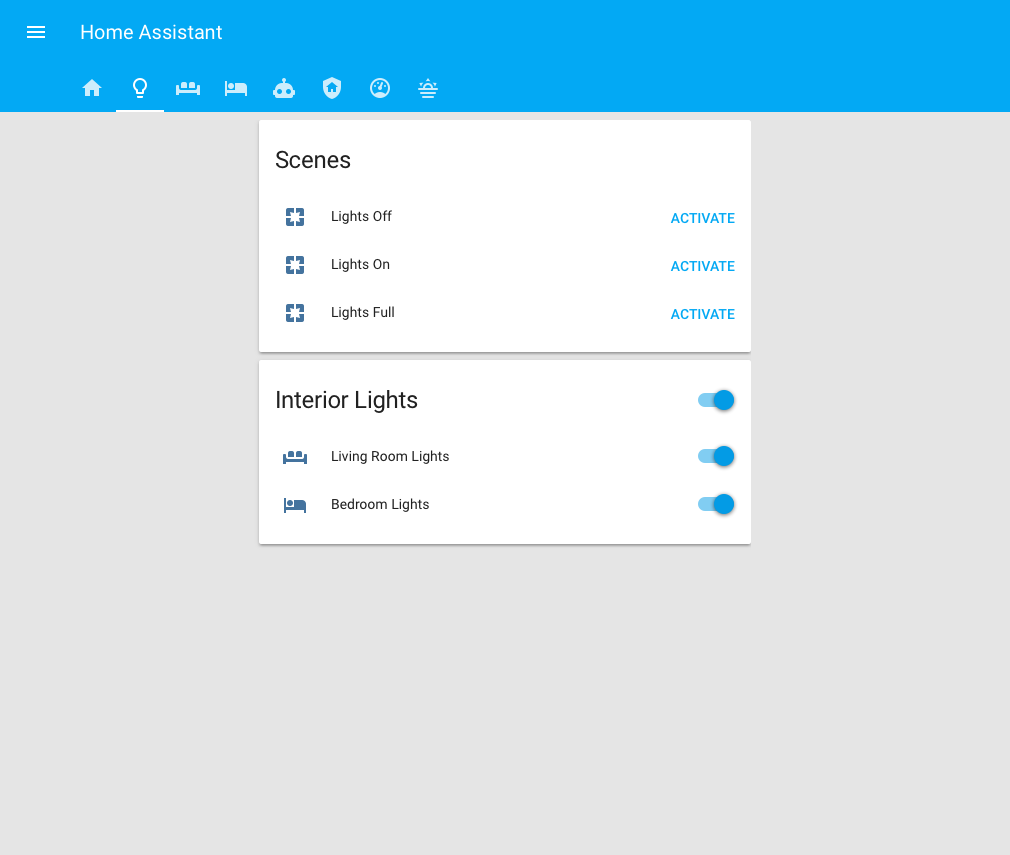 Home Assistant
Scenes
Lights Off ACTIVATE
Lights On ACTIVATE
Lights Full ACTIVATE
Interior Lights
Living Room Lights
Bedroom Lights